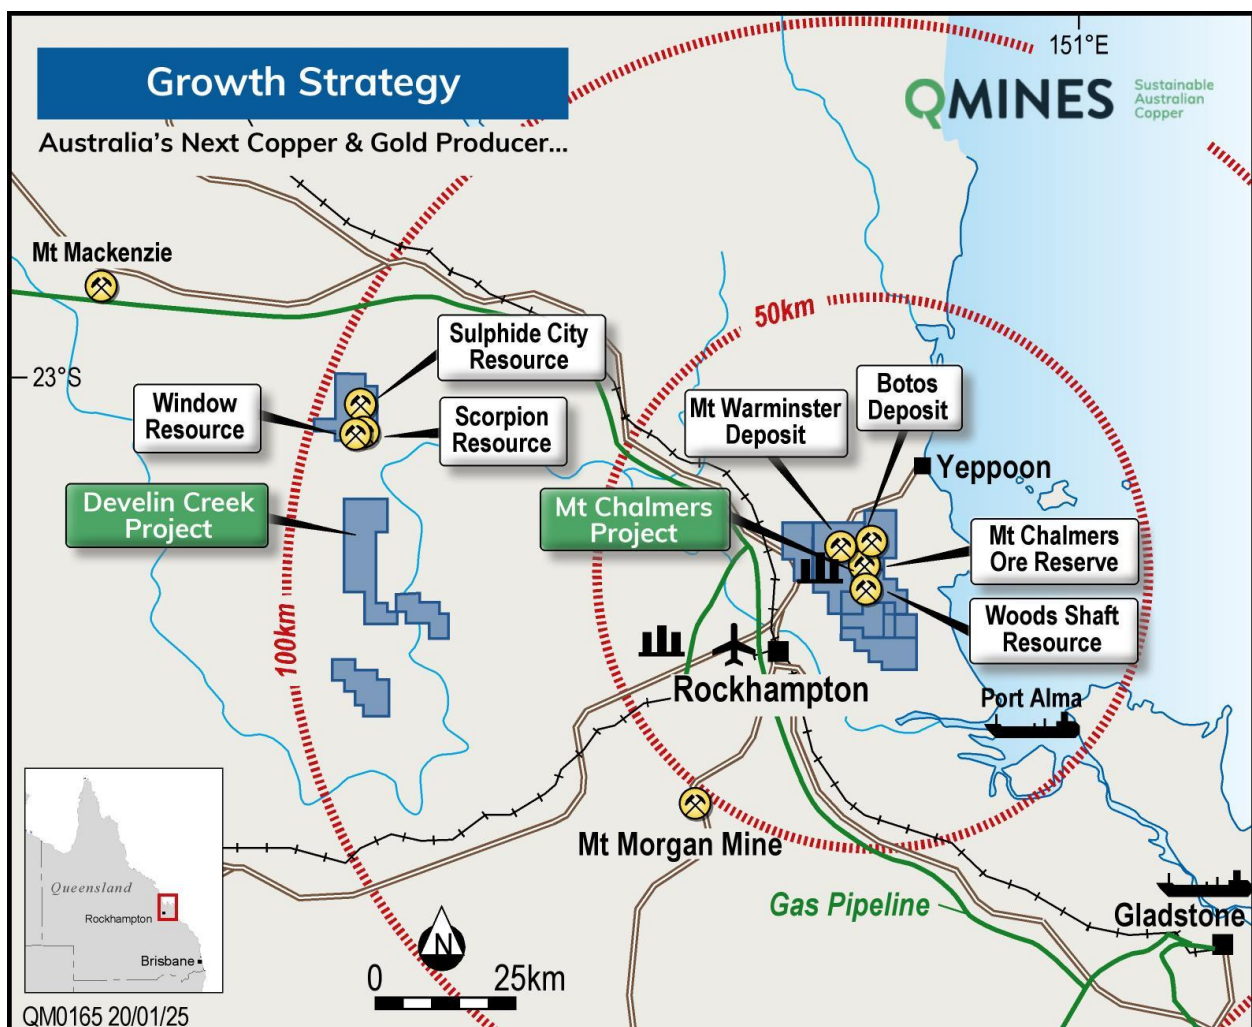 Growth Strategy
Australia's Next Copper & Gold Producer...
151°E
QMINES
Sustainable
Australian
Copper
Mt Mackenzie
23°S
50km
Sulphide City
Resource
Window
Resource
Scorpion
Resource
Mt Warminster
Deposit
Botos
Deposit
Yeppoon
Develin Creek
Project
Mt Chalmers
Project
Mt Chalmers
Ore Reserve
Woods Shaft
Resource
100km
Rockhampton
Port Alma
Mt Morgan Mine
Gas Pipeline
Gladstone
Queensland
Rockhampton
Brisbane
N
0 25km
QM0165 20/01/25